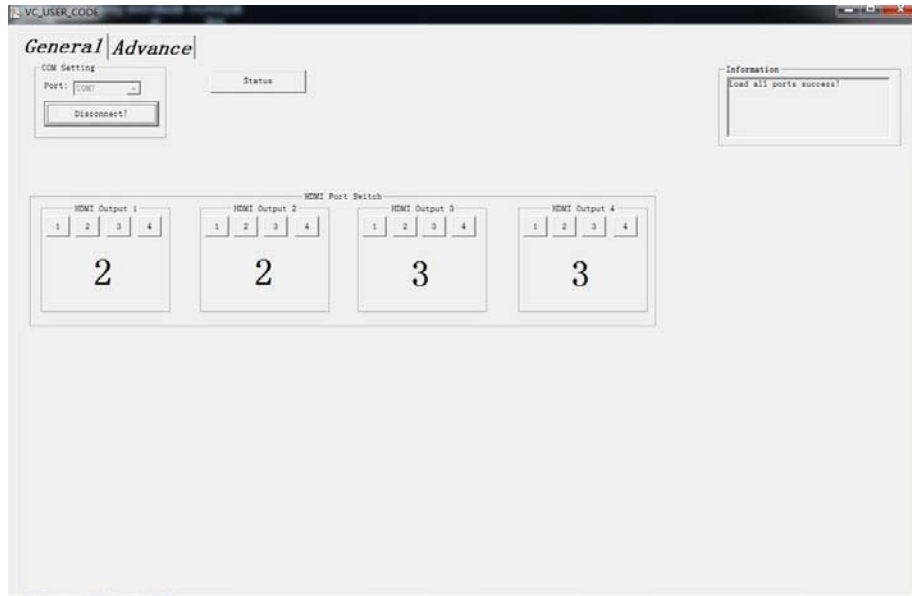 VC_USER_CODE
General Advance
COM Setting
Port: COM7
Disconnect!
Status
Information
Load all ports success!
HDMI Port Switch
HDMI Output 1
1 2 3 4
2
HDMI Output 2
1 2 3 4
2
HDMI Output 3
1 2 3 4
3
HDMI Output 4
1 2 3 4
3